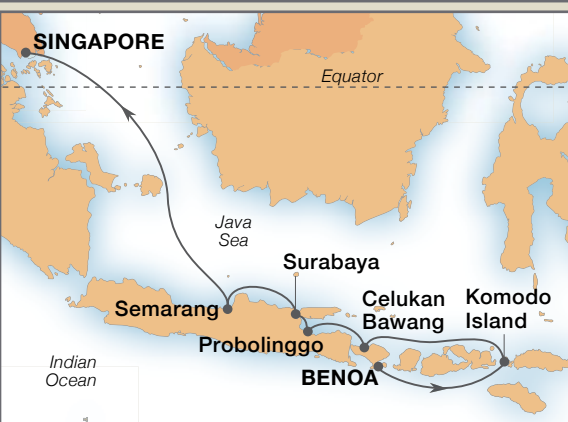 SINGAPORE
Equator
Java
Sea
Surabaya
Celukan
Bawang
Komodo
Island
Semarang
Probolinggo
Indian
Ocean
BENOA